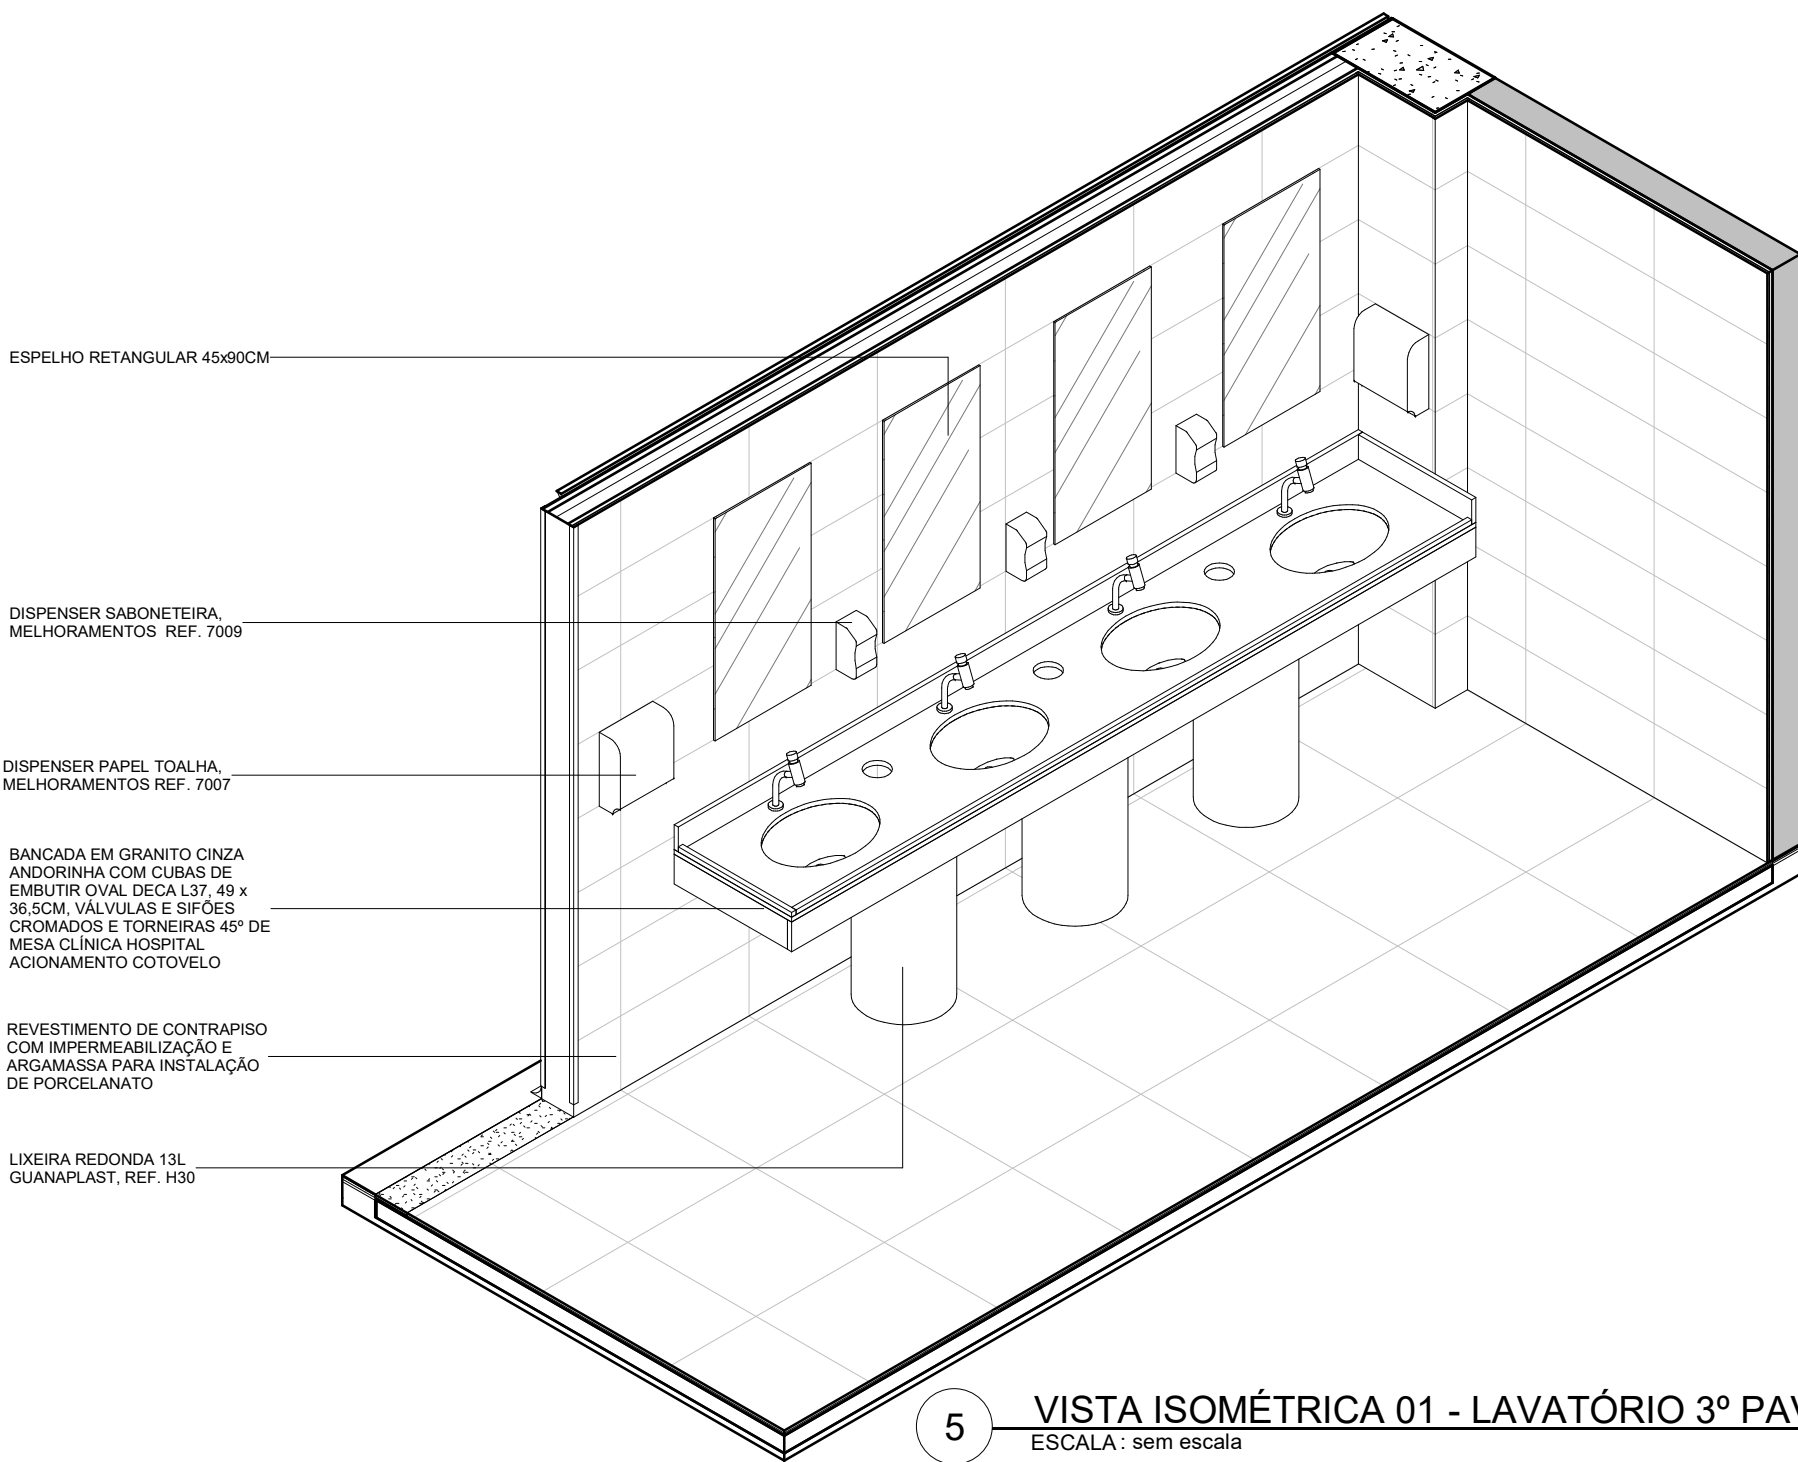 ESPELHO RETANGULAR 45x90CM
DISPENSER SABONETEIRA,
MELHORAMENTOS REF. 7009
DISPENSER PAPEL TOALHA,
MELHORAMENTOS REF. 7007
BANCADA EM GRANITO CINZA
ANDORINHA COM CUBAS DE
EMBUTIR OVAL DECA L37, 49 x
36,5CM, VÁLVULAS E SIFÕES
CROMADOS E TORNEIRAS 45º DE
MESA CLÍNICA HOSPITAL
ACIONAMENTO COTOVELO
REVESTIMENTO DE CONTRAPISO
COM IMPERMEABILIZAÇÃO E
ARGAMASSA PARA INSTALAÇÃO
DE PORCELANATO
LIXEIRA REDONDA 13L
GUANAPLAST, REF. H30
5
VISTA ISOMÉTRICA 01 - LAVATÓRIO 3º PAV
ESCALA : sem escala